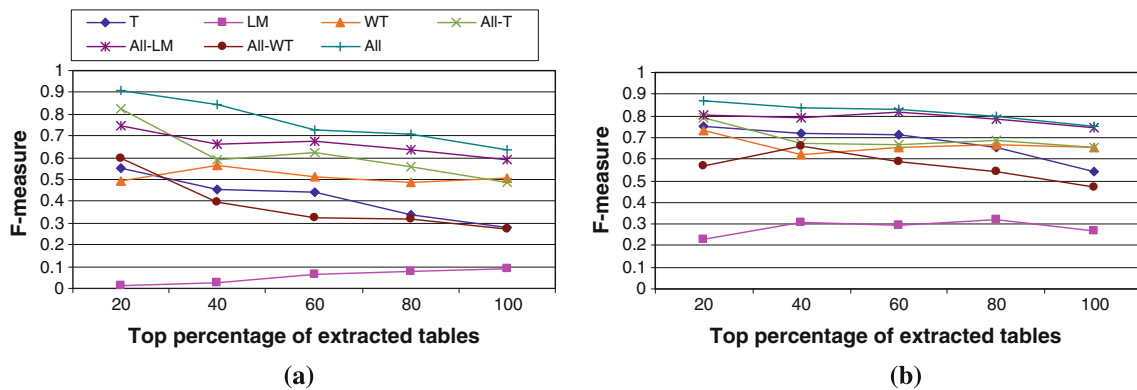 T LM WT All-T
All-LM All-WT All
F-measure
1
0.9
0.8
0.7
0.6
0.5
0.4
0.3
0.2
0.1
0
20 40 60 80 100
Top percentage of extracted tables
(a)
F-measure
1
0.9
0.8
0.7
0.6
0.5
0.4
0.3
0.2
0.1
0
20 40 60 80 100
Top percentage of extracted tables
(b)